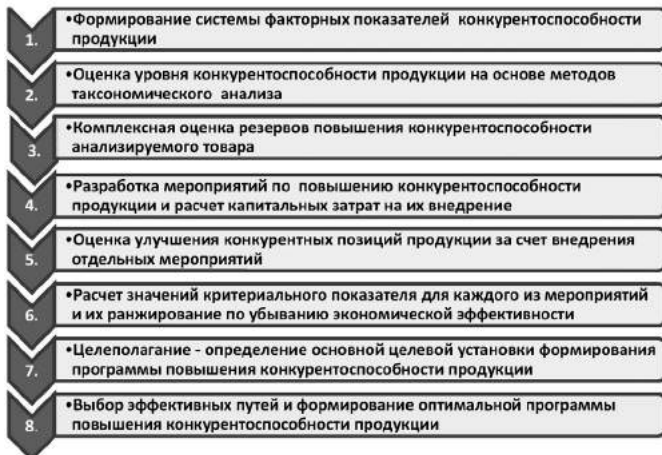 1.
•Формирование системы факторных показателей конкурентоспособности
продукции
2.
•Оценка уровня конкурентоспособности продукции на основе методов
таксономического анализа
3.
•Комплексная оценка резервов повышения конкурентоспособности
анализируемого товара
4.
•Разработка мероприятий по повышению конкурентоспособности
продукции и расчет капитальных затрат на их внедрение
5.
•Оценка улучшения конкурентных позиций продукции за счет внедрения
отдельных мероприятий
6.
•Расчет значений критериального показателя для каждого из мероприятий
и их ранжирование по убыванию экономической эффективности
7.
•Целеполагание - определение основной целевой установки формирования
программы повышения конкурентоспособности продукции
8.
•Выбор эффективных путей и формирование оптимальной программы
повышения конкурентоспособности продукции